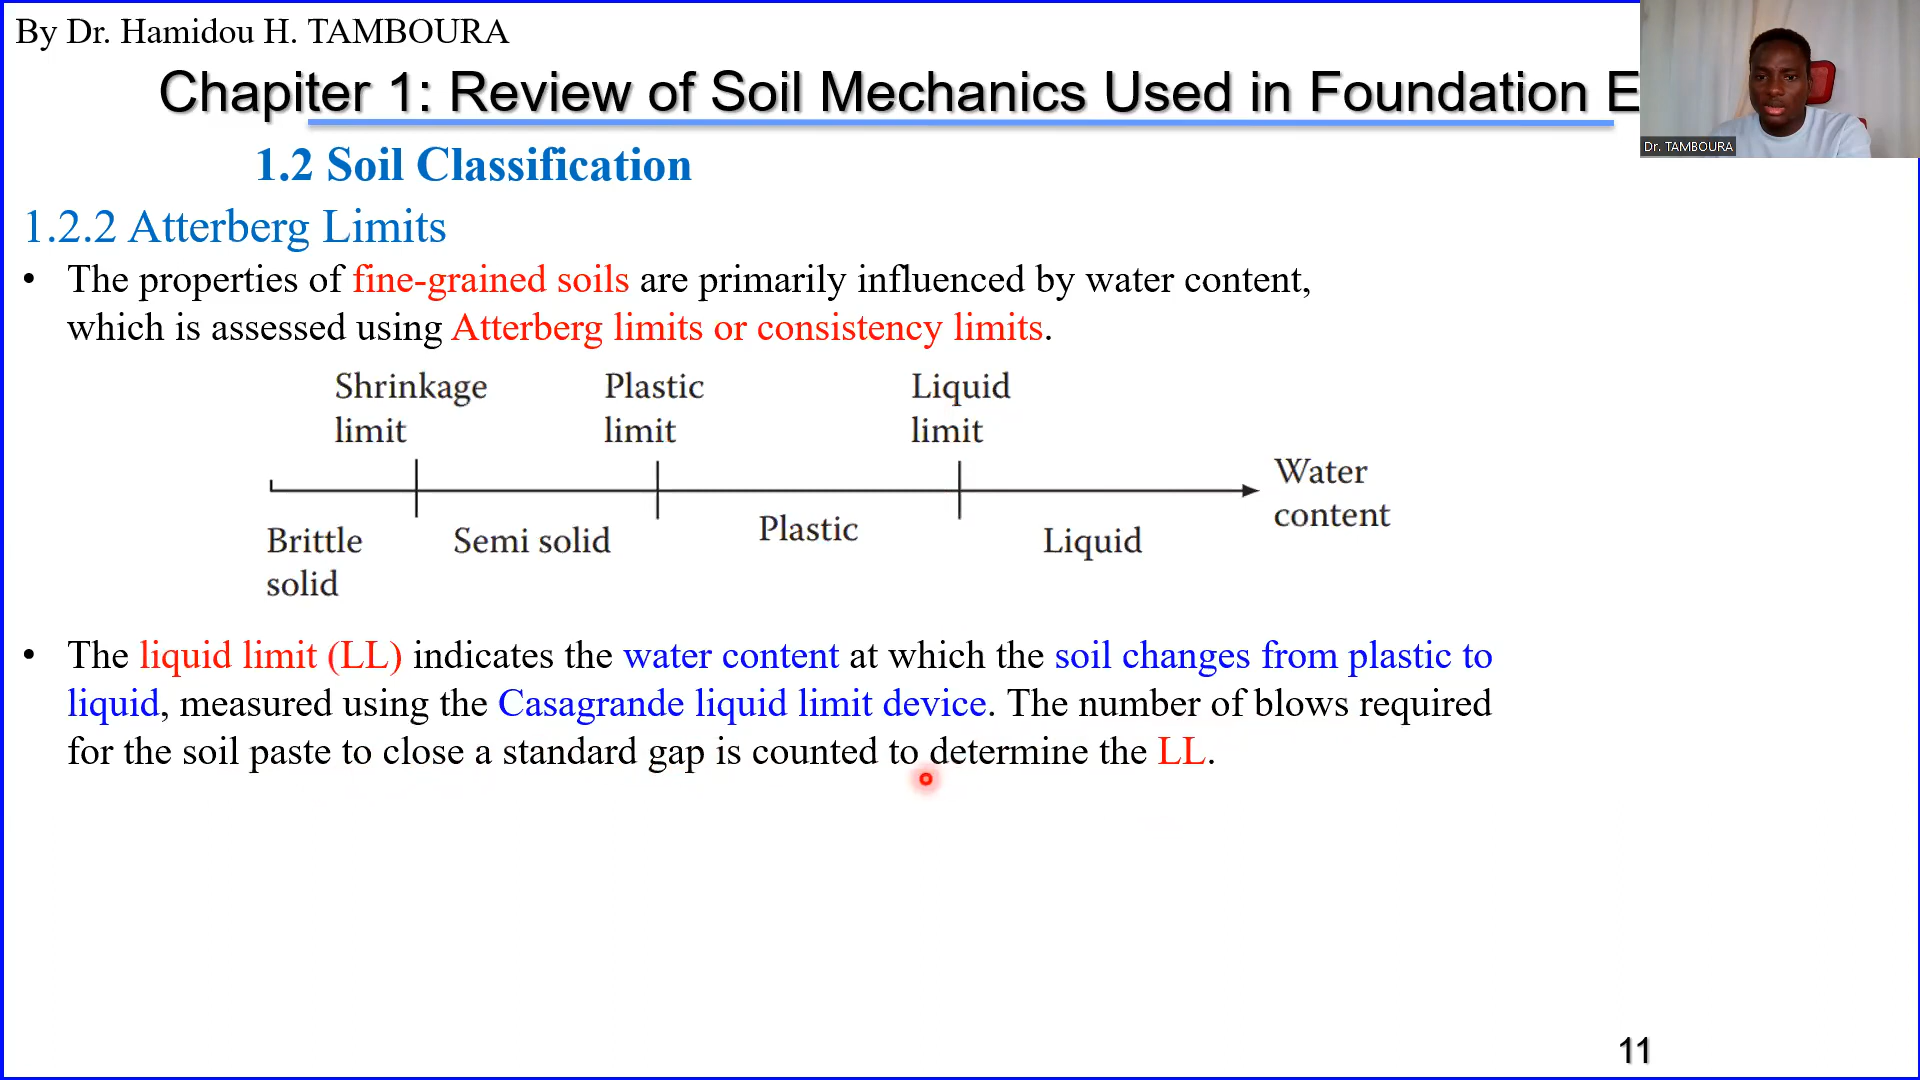 By Dr. Hamidou H. TAMBOURA
Chapiter 1: Review of Soil Mechanics Used in Foundation E
Dr. TAMBOURA
1.2 Soil Classification
1.2.2 Atterberg Limits
• The properties of fine-grained soils are primarily influenced by water content,
which is assessed using Atterberg limits or consistency limits.
Shrinkage limit
Plastic limit
Liquid limit
Water content
Brittle solid
Semi solid
Plastic
Liquid
• The liquid limit (LL) indicates the water content at which the soil changes from plastic to
liquid, measured using the Casagrande liquid limit device. The number of blows required
for the soil paste to close a standard gap is counted to determine the LL.
11